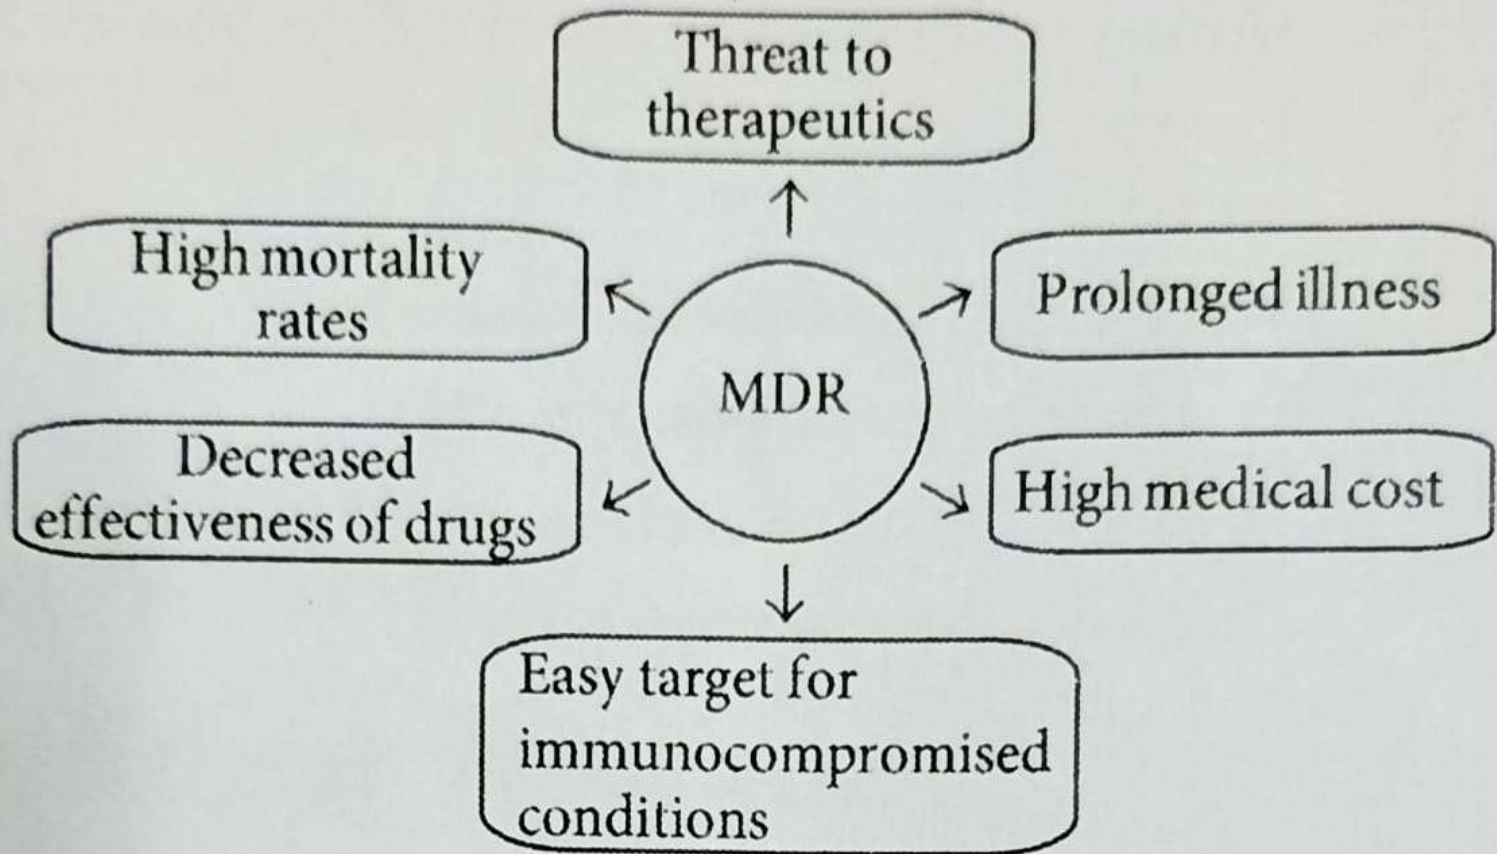 Threat to
therapeutics
High mortality
rates
Prolonged illness
MDR
Decreased
effectiveness of drugs
High medical cost
Easy target for
immunocompromised
conditions